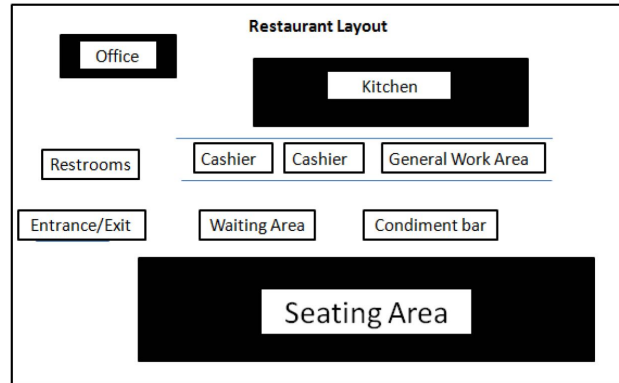 Restaurant Layout
Office
Kitchen
Restrooms
Cashier
Cashier
General Work Area
Entrance/Exit
Waiting Area
Condiment bar
Seating Area